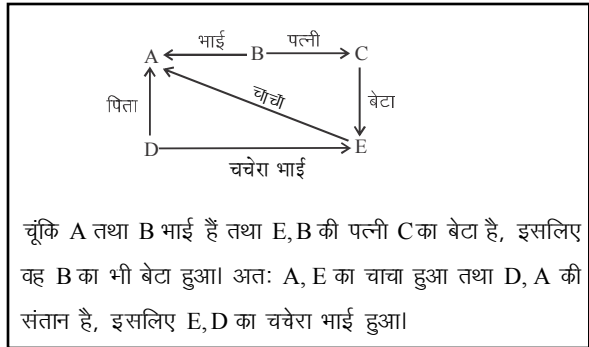 भाई पत्नी
A B C
चाचा
पिता बेटा
D E
चचेरा भाई
चूंकि A तथा B भाई हैं तथा E, B की पत्नी C का बेटा है, इसलिए
वह B का भी बेटा हुआ। अतः A, E का चाचा हुआ तथा D, A की
संतान है, इसलिए E, D का चचेरा भाई हुआ।